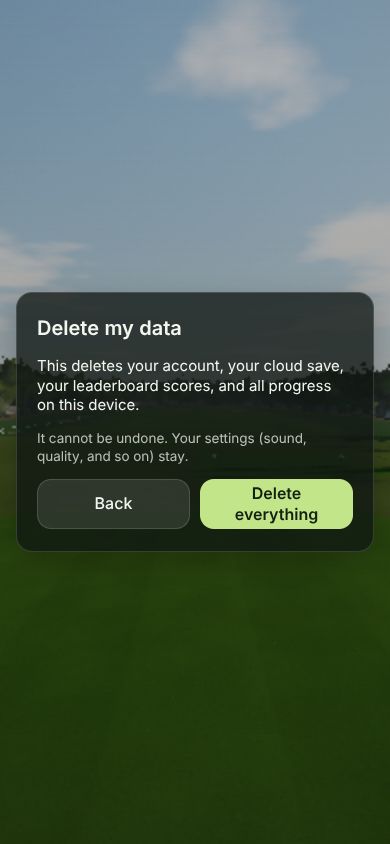 Delete my data
This deletes your account, your cloud save,
your leaderboard scores, and all progress
on this device.
It cannot be undone. Your settings (sound,
quality, and so on) stay.
Back
Delete
everything